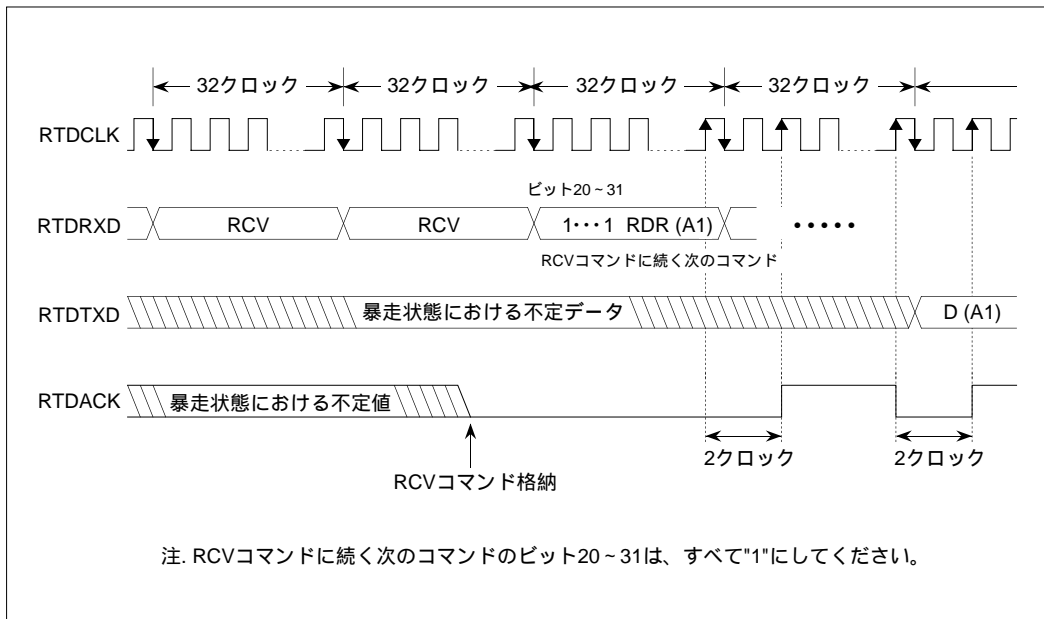 32クロック 32クロック 32クロック 32クロック
RTDCLK
ビット20~31
RTDRXD RCV RCV 1･･･1 RDR (A1) •••••
RCVコマンドに続く次のコマンド
RTDTXD 暴走状態における不定データ D (A1)
RTDACK 暴走状態における不定値
2クロック 2クロック
RCVコマンド格納
注. RCVコマンドに続く次のコマンドのビット20~31は、すべて"1"にしてください。